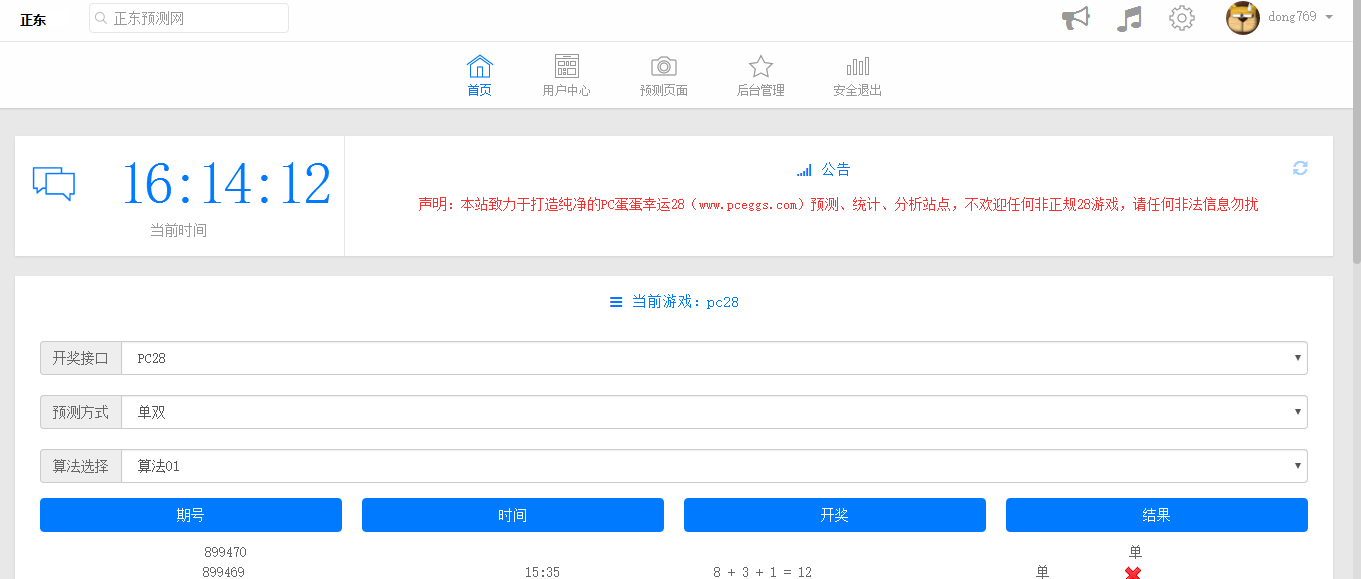 正东
正东预测网
dong769
首页
用户中心
预测页面
后台管理
安全退出
16:14:12
当前时间
公告
声明：本站致力于打造纯净的PC蛋蛋幸运28（www.pceggs.com）预测、统计、分析站点，不欢迎任何非正规28游戏，请任何非法信息勿扰
当前游戏：pc28
开奖接口 PC28
预测方式 单双
算法选择 算法01
期号 时间 开奖 结果
899470 单
899469 15:35 8 + 3 + 1 = 12 单